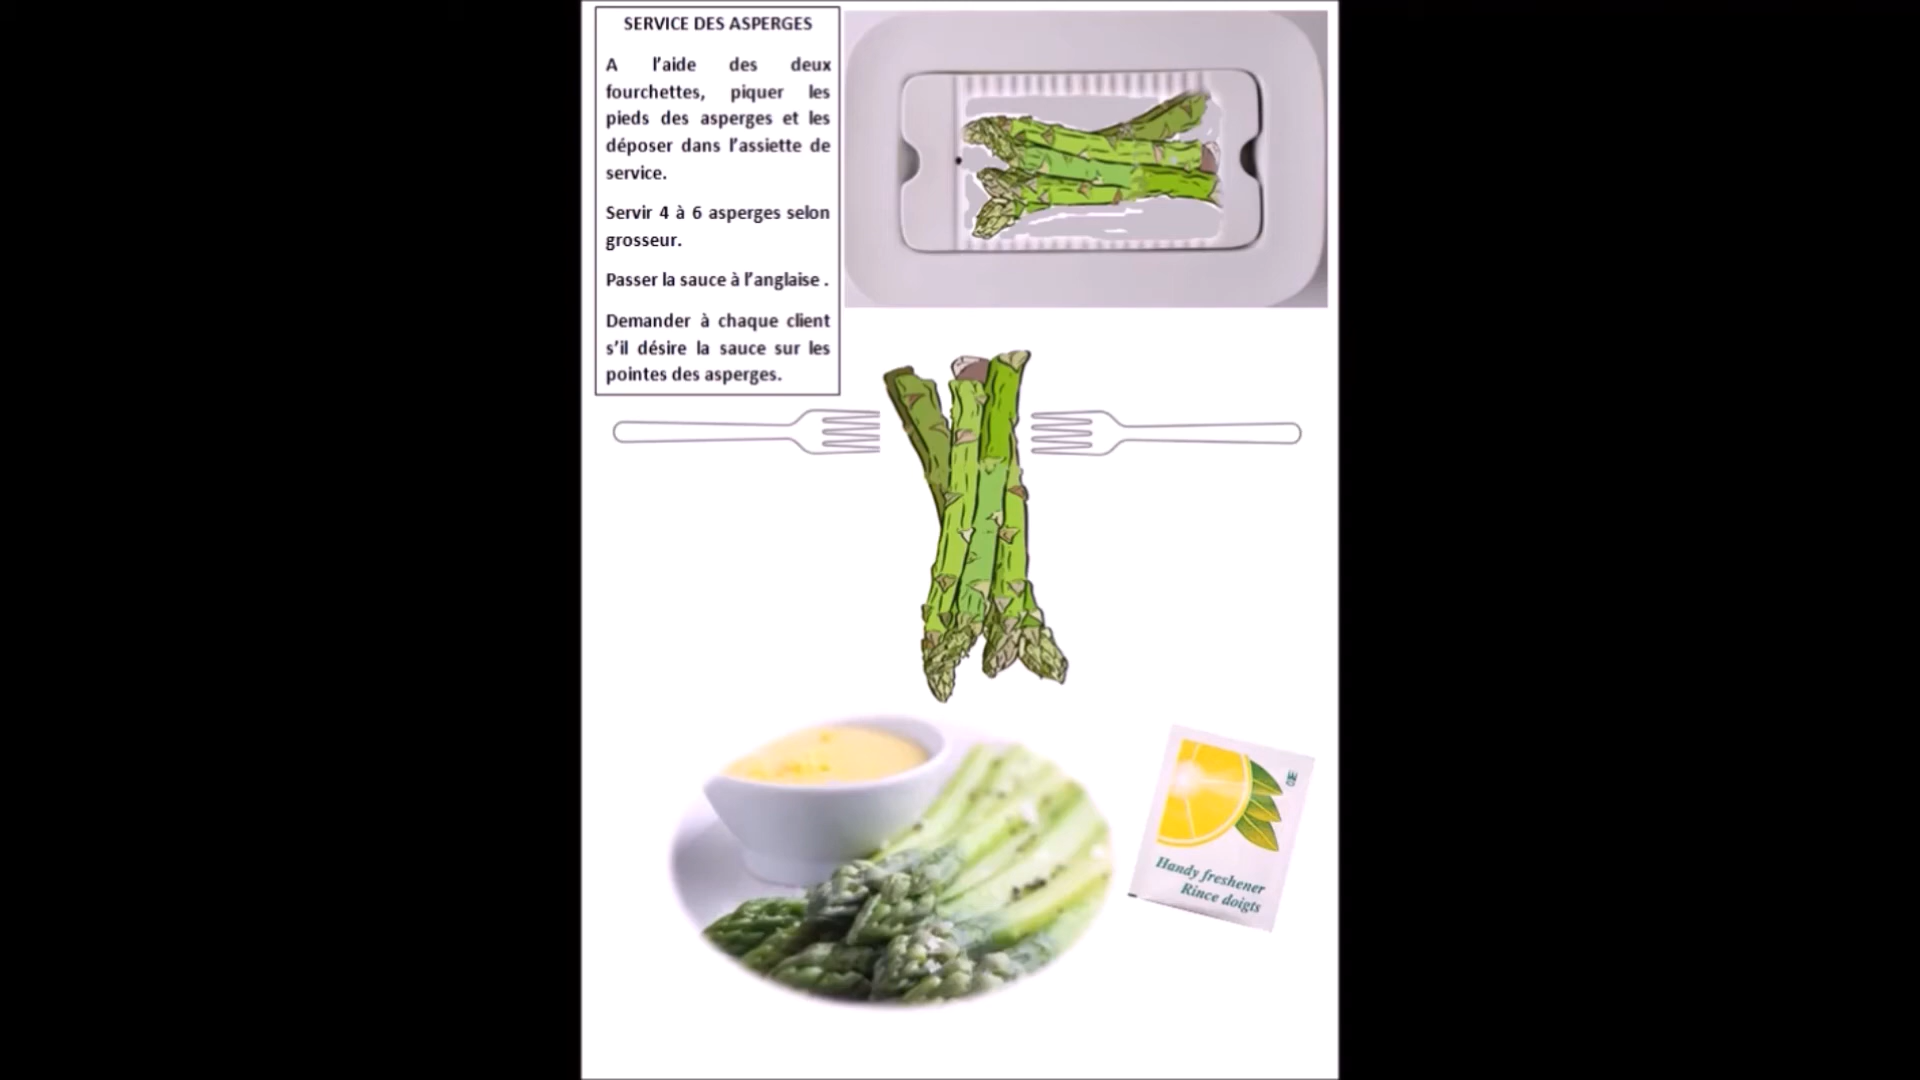 SERVICE DES ASPERGES
A l'aide des deux
fourchettes, piquer les
pieds des asperges et les
déposer dans l'assiette de
service.
Servir 4 à 6 asperges selon
grosseur.
Passer la sauce à l'anglaise .
Demander à chaque client
s'il désire la sauce sur les
pointes des asperges.
Handy freshener
Rince doigts